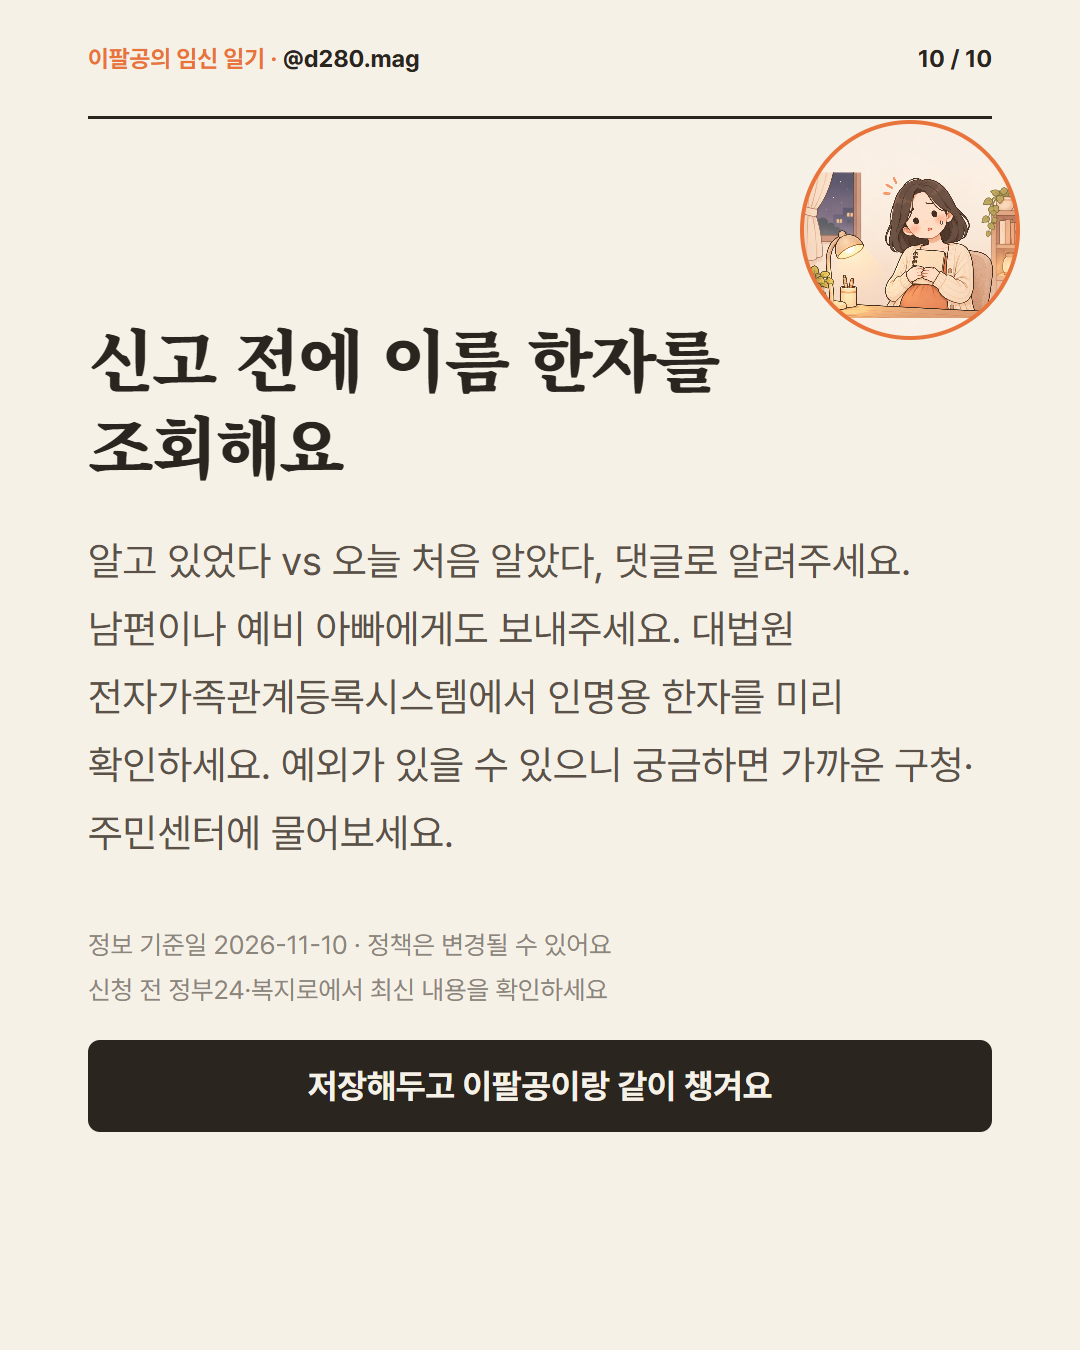 이팔공의 임신 일기 · @d280.mag
10 / 10
신고 전에 이름 한자를
조회해요
알고 있었다 vs 오늘 처음 알았다, 댓글로 알려주세요.
남편이나 예비 아빠에게도 보내주세요. 대법원
전자가족관계등록시스템에서 인명용 한자를 미리
확인하세요. 예외가 있을 수 있으니 궁금하면 가까운 구청·
주민센터에 물어보세요.
정보 기준일 2026-11-10 · 정책은 변경될 수 있어요
신청 전 정부24·복지로에서 최신 내용을 확인하세요
저장해두고 이팔공이랑 같이 챙겨요